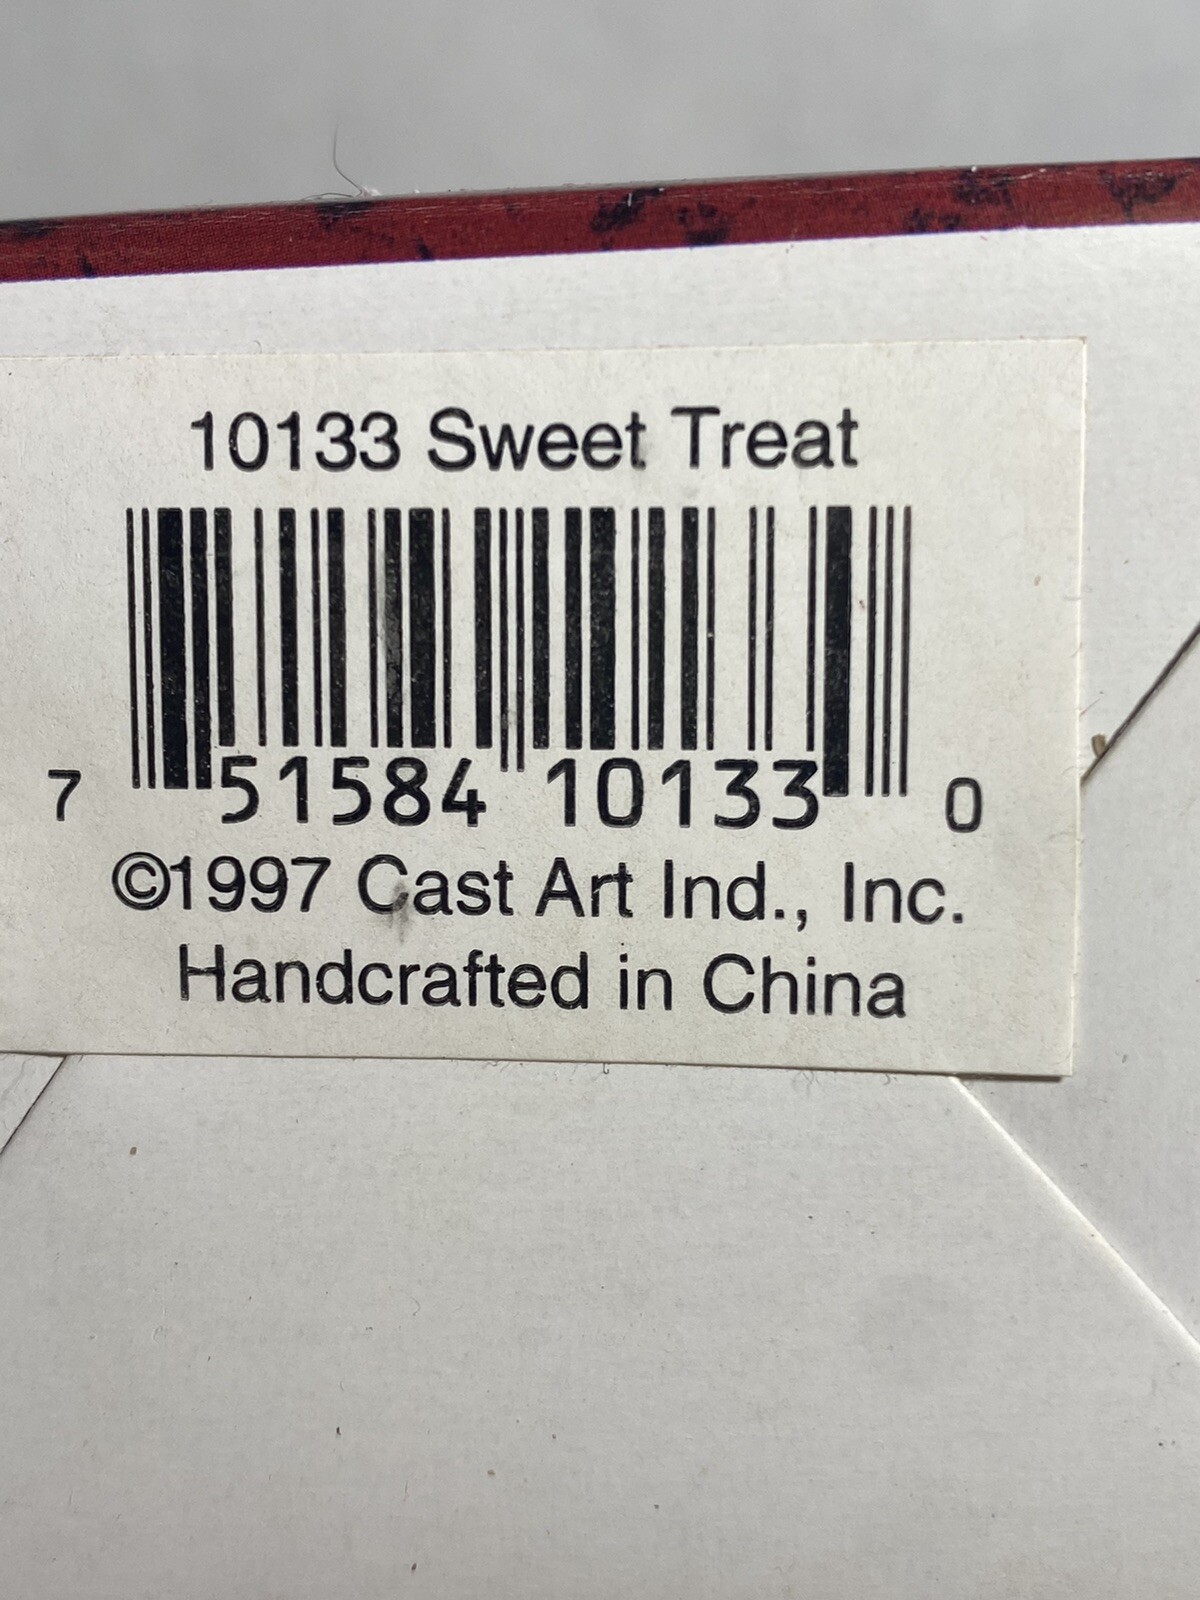 10133 Sweet Treat
7 51584 10133 0
©1997 Cast Art Ind., Inc.
Handcrafted in China